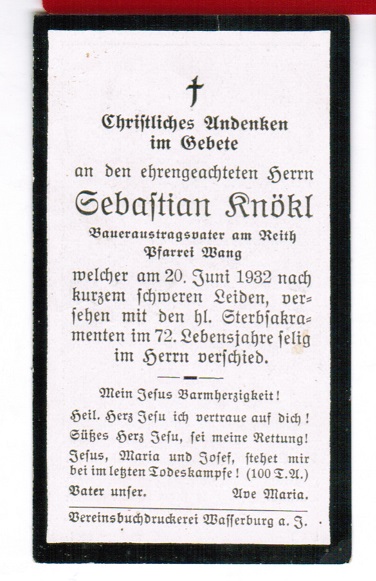 Christliches Andenken
im Gebete
an den ehrengeachteten Herrn
Sebastian Knökl
Baueraustragsvater am Reith
Pfarrei Wang
welcher am 20. Juni 1932 nach
kurzem schweren Leiden, ver-
sehen mit den hl. Sterbsakra-
menten im 72. Lebensjahre selig
im Herrn verschied.
Mein Jesus Barmherzigkeit!
Heil. Herz Jesu ich vertraue auf dich!
Süßes Herz Jesu, sei meine Rettung!
Jesus, Maria und Josef, stehet mir
bei im letzten Todeskampfe! (100 T. A.)
Vater unser. Ave Maria.
Vereinsbuchdruckerei Wasserburg a. J.